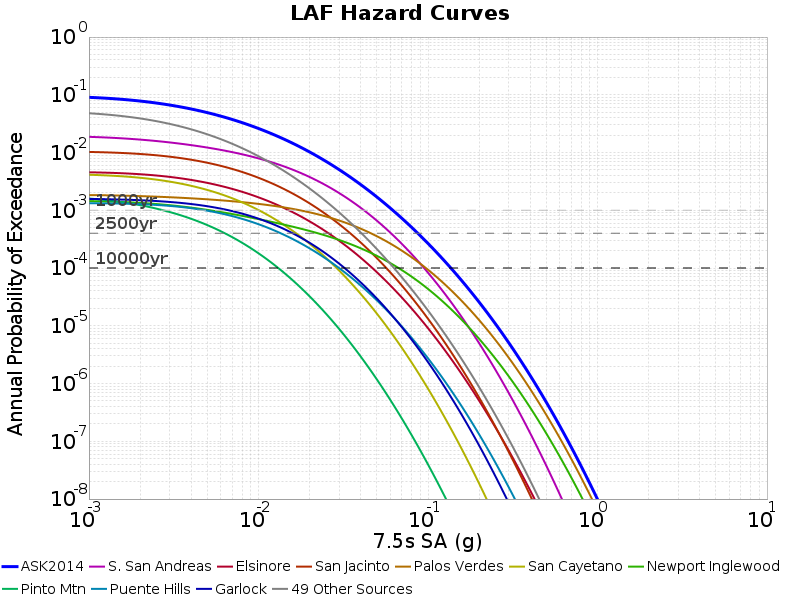 LAF Hazard Curves
Annual Probability of Exceedance
10^0
10^-1
10^-2
10^-3
10^-4
10^-5
10^-6
10^-7
10^-8
1000yr
2500yr
10000yr
10^-3 10^-2 10^-1 10^0 10^1
7.5s SA (g)
ASK2014 S. San Andreas Elsinore San Jacinto Palos Verdes San Cayetano Newport Inglewood
Pinto Mtn Puente Hills Garlock 49 Other Sources